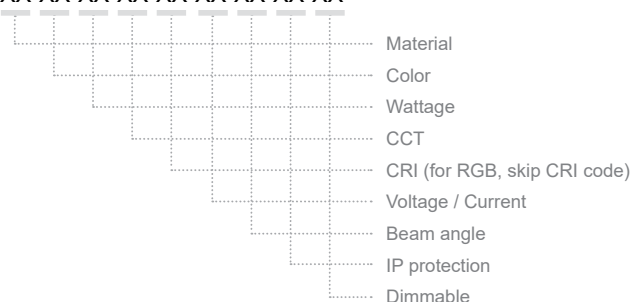 Material
Color
Wattage
CCT
CRI (for RGB, skip CRI code)
Voltage / Current
Beam angle
IP protection
Dimmable